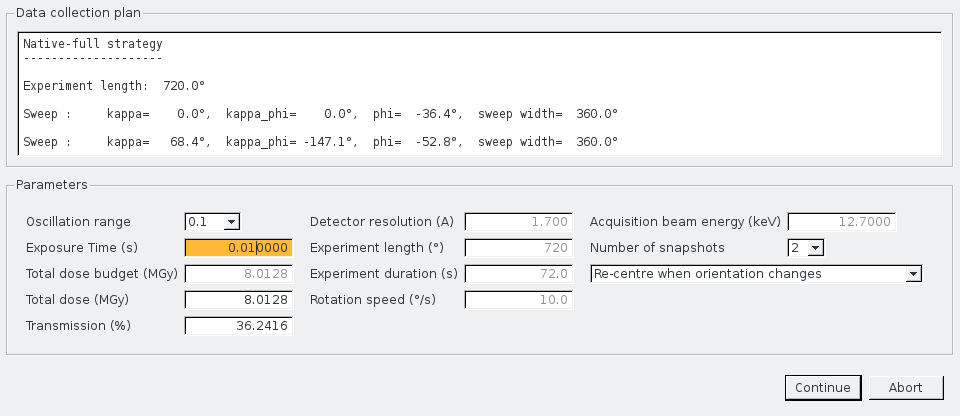 Data collection plan
Native-full strategy
--------------------
Experiment length:  720.0°
Sweep :     kappa=    0.0°,  kappa_phi=    0.0°,  phi=  -36.4°,  sweep width=  360.0°
Sweep :     kappa=   68.4°,  kappa_phi= -147.1°,  phi=  -52.8°,  sweep width=  360.0°
Parameters
Oscillation range 0.1 Detector resolution (A) 1.700 Acquisition beam energy (keV) 12.7000
Exposure Time (s) 0.010000 Experiment length (°) 720 Number of snapshots 2
Total dose budget (MGy) 8.0128 Experiment duration (s) 72.0 Re-centre when orientation changes
Total dose (MGy) 8.0128 Rotation speed (°/s) 10.0
Transmission (%) 36.2416
Continue Abort